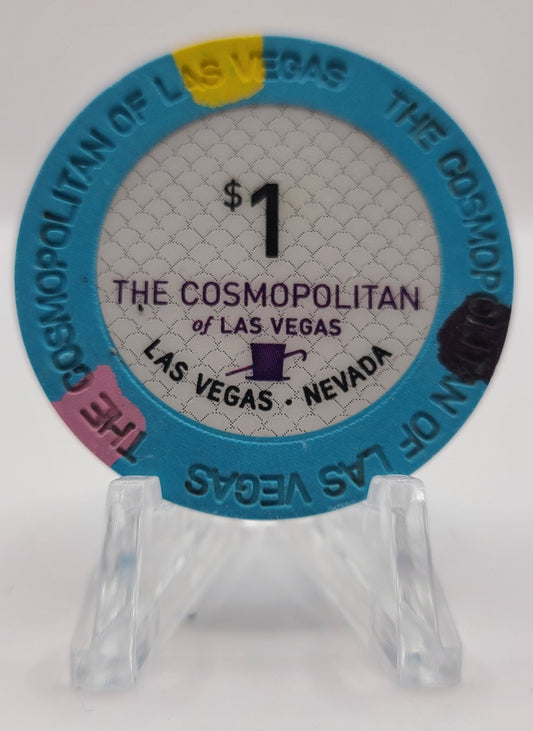 THE COSMOPOLITAN OF LAS VEGAS
THE COSMOPOLITAN OF LAS VEGAS
$1
THE COSMOPOLITAN
of LAS VEGAS
LAS VEGAS • NEVADA